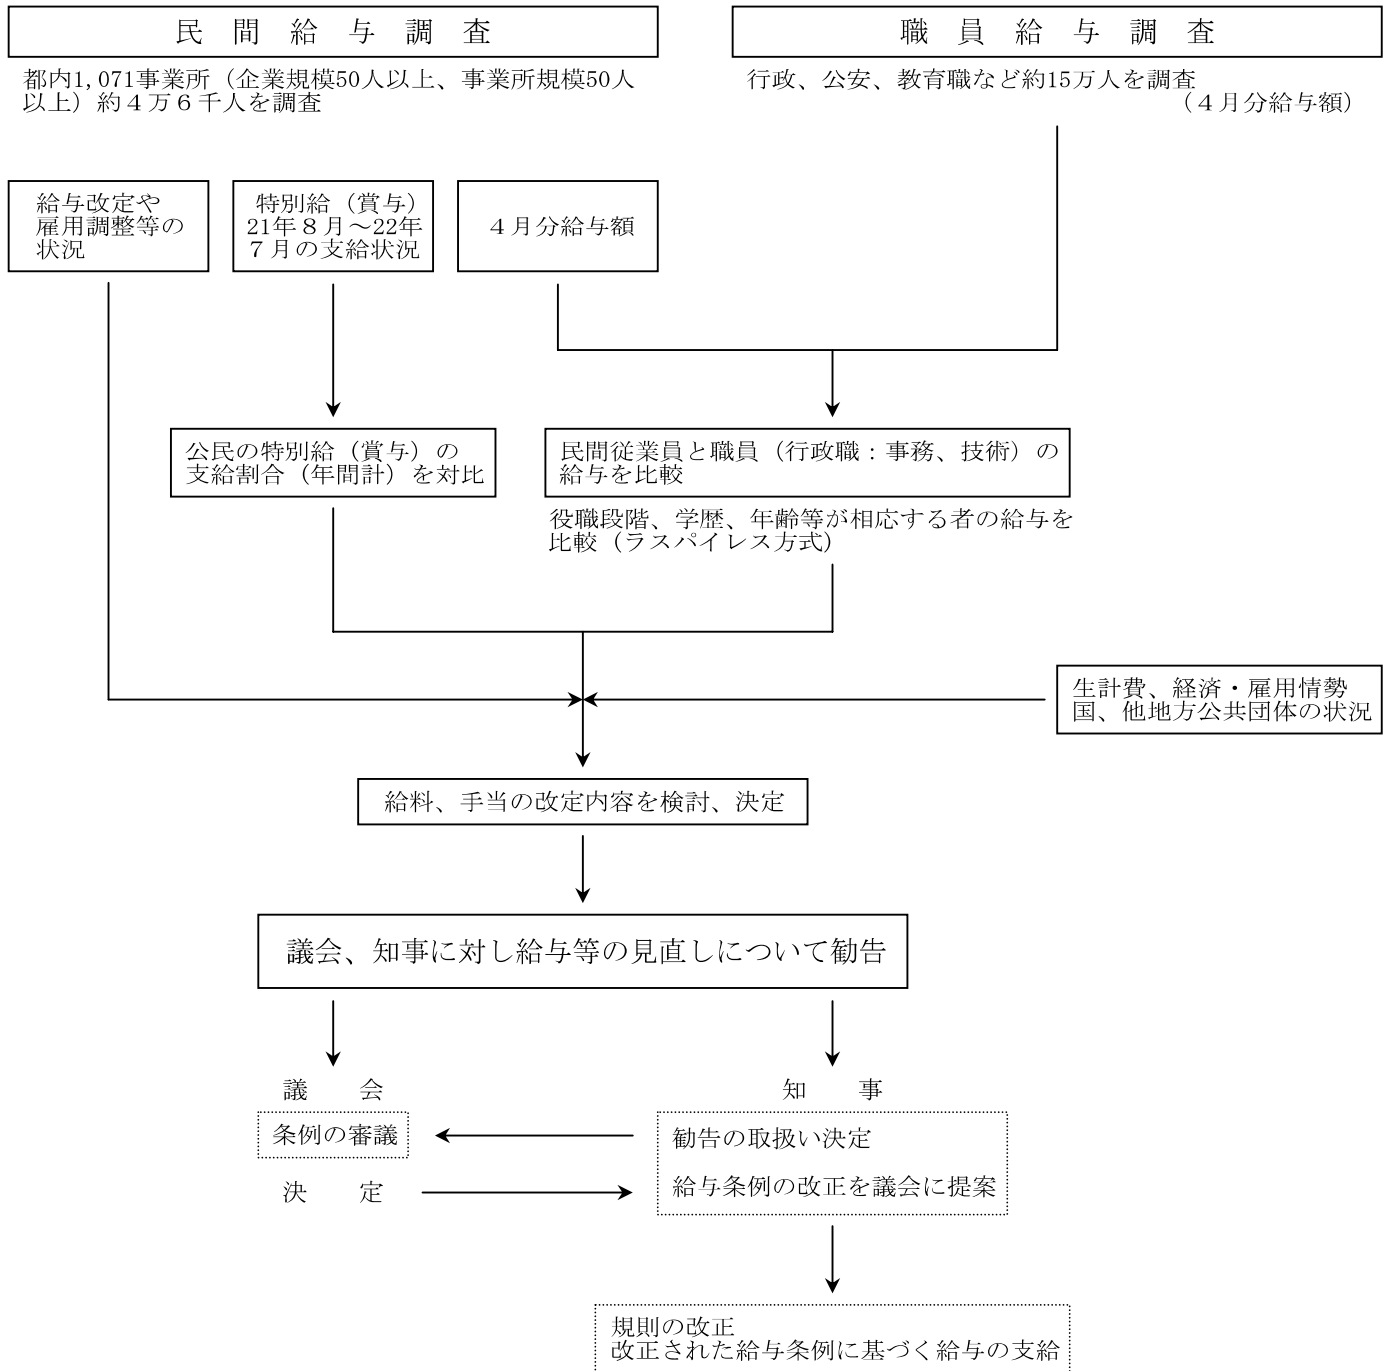 民間給与調査
都内1,071事業所（企業規模50人以上、事業所規模50人
以上）約４万６千人を調査
職員給与調査
行政、公安、教育職など約15万人を調査
（４月分給与額）
給与改定や
雇用調整等の
状況
特別給（賞与）
21年８月～22年
７月の支給状況
４月分給与額
公民の特別給（賞与）の
支給割合（年間計）を対比
民間従業員と職員（行政職：事務、技術）の
給与を比較
役職段階、学歴、年齢等が相応する者の給与を
比較（ラスパイレス方式）
生計費、経済・雇用情勢
国、他地方公共団体の状況
給料、手当の改定内容を検討、決定
議会、知事に対し給与等の見直しについて勧告
議会
条例の審議
決定
知事
勧告の取扱い決定
給与条例の改正を議会に提案
規則の改正
改正された給与条例に基づく給与の支給